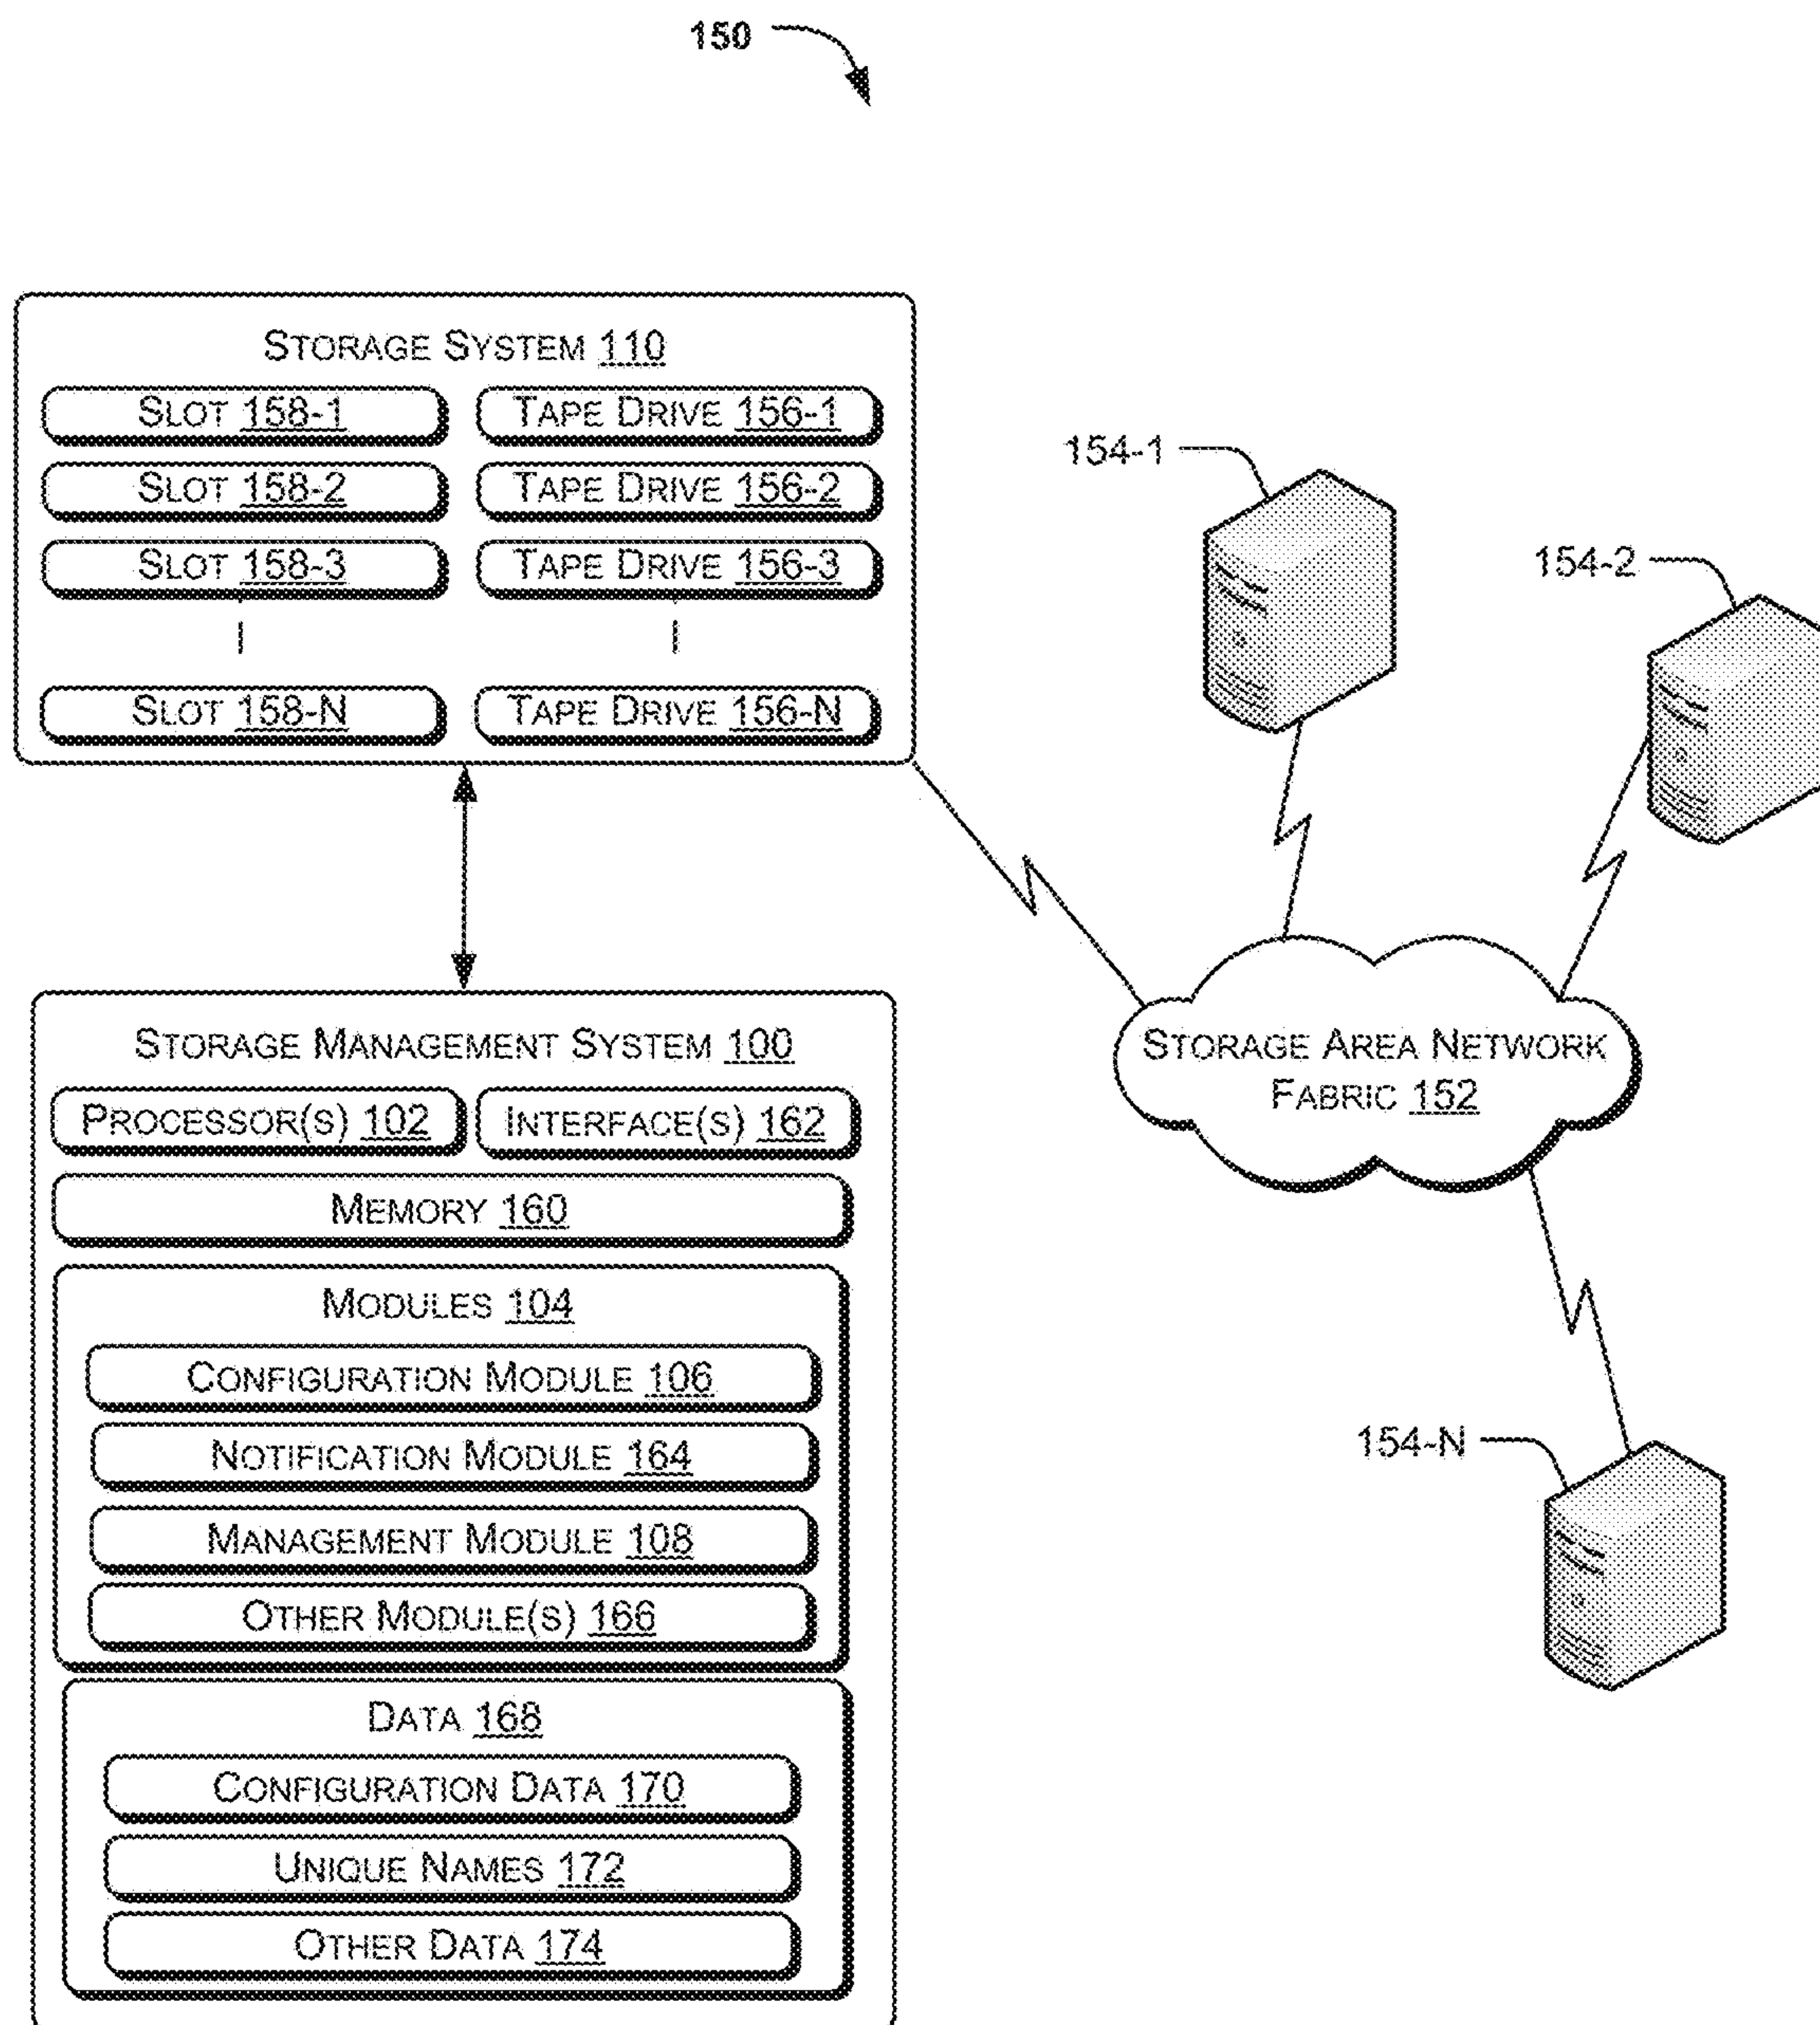 150
STORAGE SYSTEM 110
SLOT 158-1
TAPE DRIVE 156-1
SLOT 158-2
TAPE DRIVE 156-2
SLOT 158-3
TAPE DRIVE 156-3
SLOT 158-N
TAPE DRIVE 156-N
154-1
154-2
STORAGE AREA NETWORK
FABRIC 152
154-N
STORAGE MANAGEMENT SYSTEM 100
PROCESSOR(S) 102
INTERFACE(S) 162
MEMORY 160
MODULES 104
CONFIGURATION MODULE 106
NOTIFICATION MODULE 164
MANAGEMENT MODULE 108
OTHER MODULE(S) 166
DATA 168
CONFIGURATION DATA 170
UNIQUE NAMES 172
OTHER DATA 174